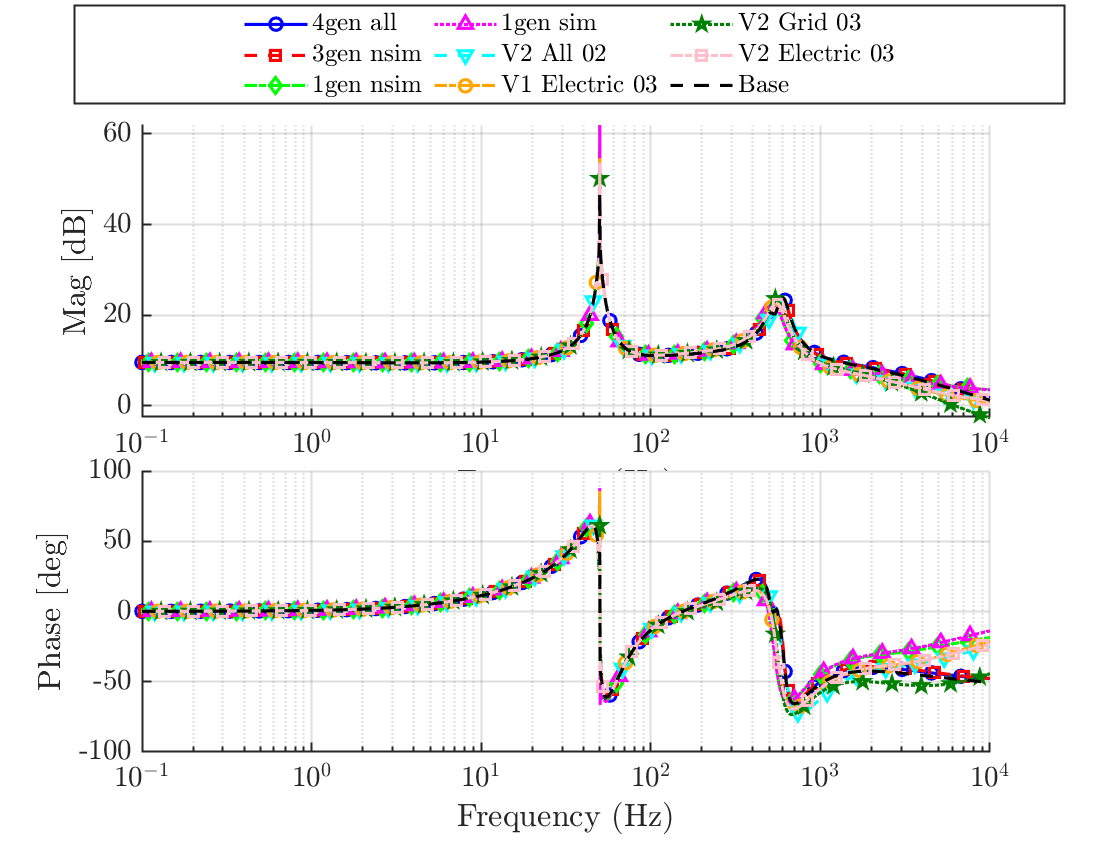 4gen all 1gen sim V2 Grid 03
3gen nsim V2 All 02 V2 Electric 03
1gen nsim V1 Electric 03 Base
60
40
20
0
Mag [dB]
10^{-1} 10^{0} 10^{1} 10^{2} 10^{3} 10^{4}
100
50
0
-50
-100
Phase [deg]
10^{-1} 10^{0} 10^{1} 10^{2} 10^{3} 10^{4}
Frequency (Hz)